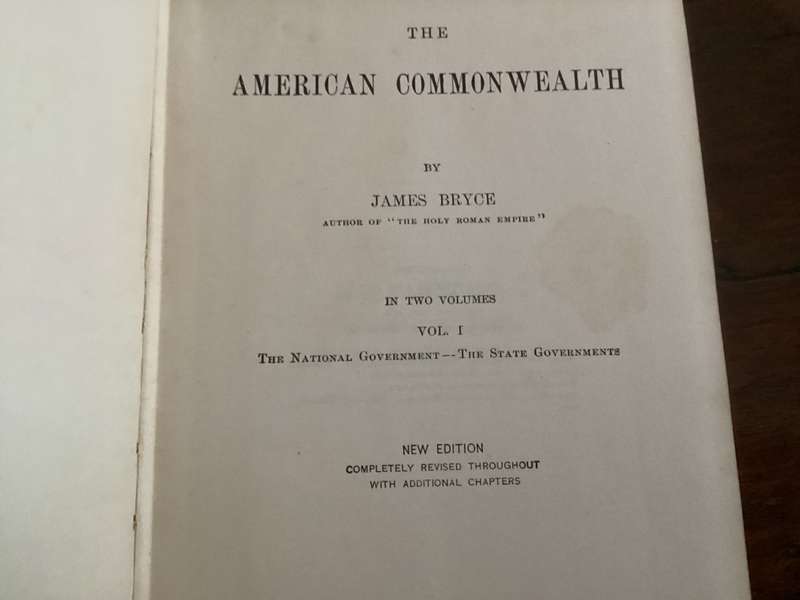 THE
AMERICAN COMMONWEALTH
BY
JAMES BRYCE
AUTHOR OF "THE HOLY ROMAN EMPIRE"
IN TWO VOLUMES
VOL. I
THE NATIONAL GOVERNMENT—THE STATE GOVERNMENTS
NEW EDITION
COMPLETELY REVISED THROUGHOUT
WITH ADDITIONAL CHAPTERS